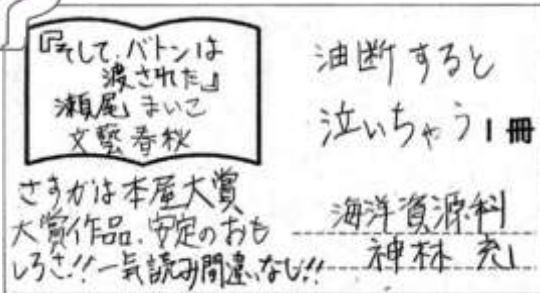 『そして、バトンは
渡された』
瀬尾まいこ
文藝春秋
油断すると
泣いちゃう1冊
さすがは本屋大賞
大賞作品、安定のおも
しろさ!!一気読み間違いなし!!
海洋資源科
神林 充